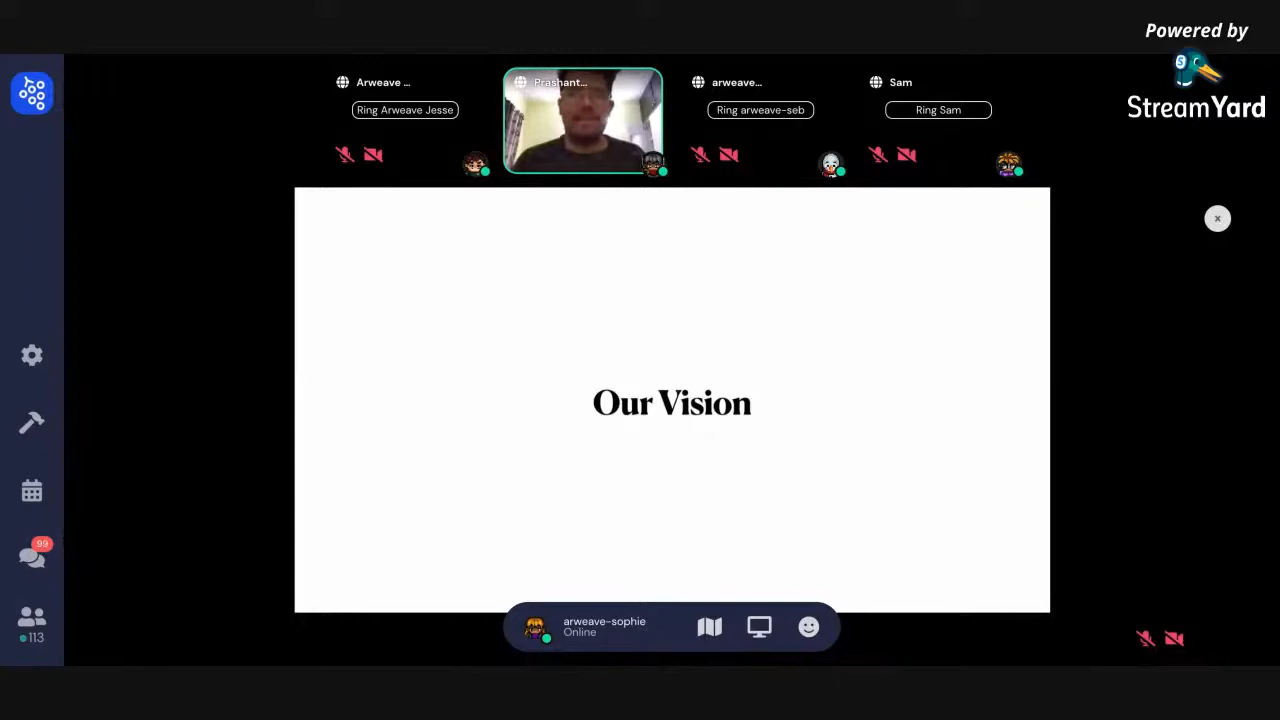 Powered by
StreamYard
Arweave ...
Prashant...
arweave...
Sam
Ring Arweave Jesse
Ring arweave-seb
Ring Sam
Our Vision
99
113
arweave-sophie
Online